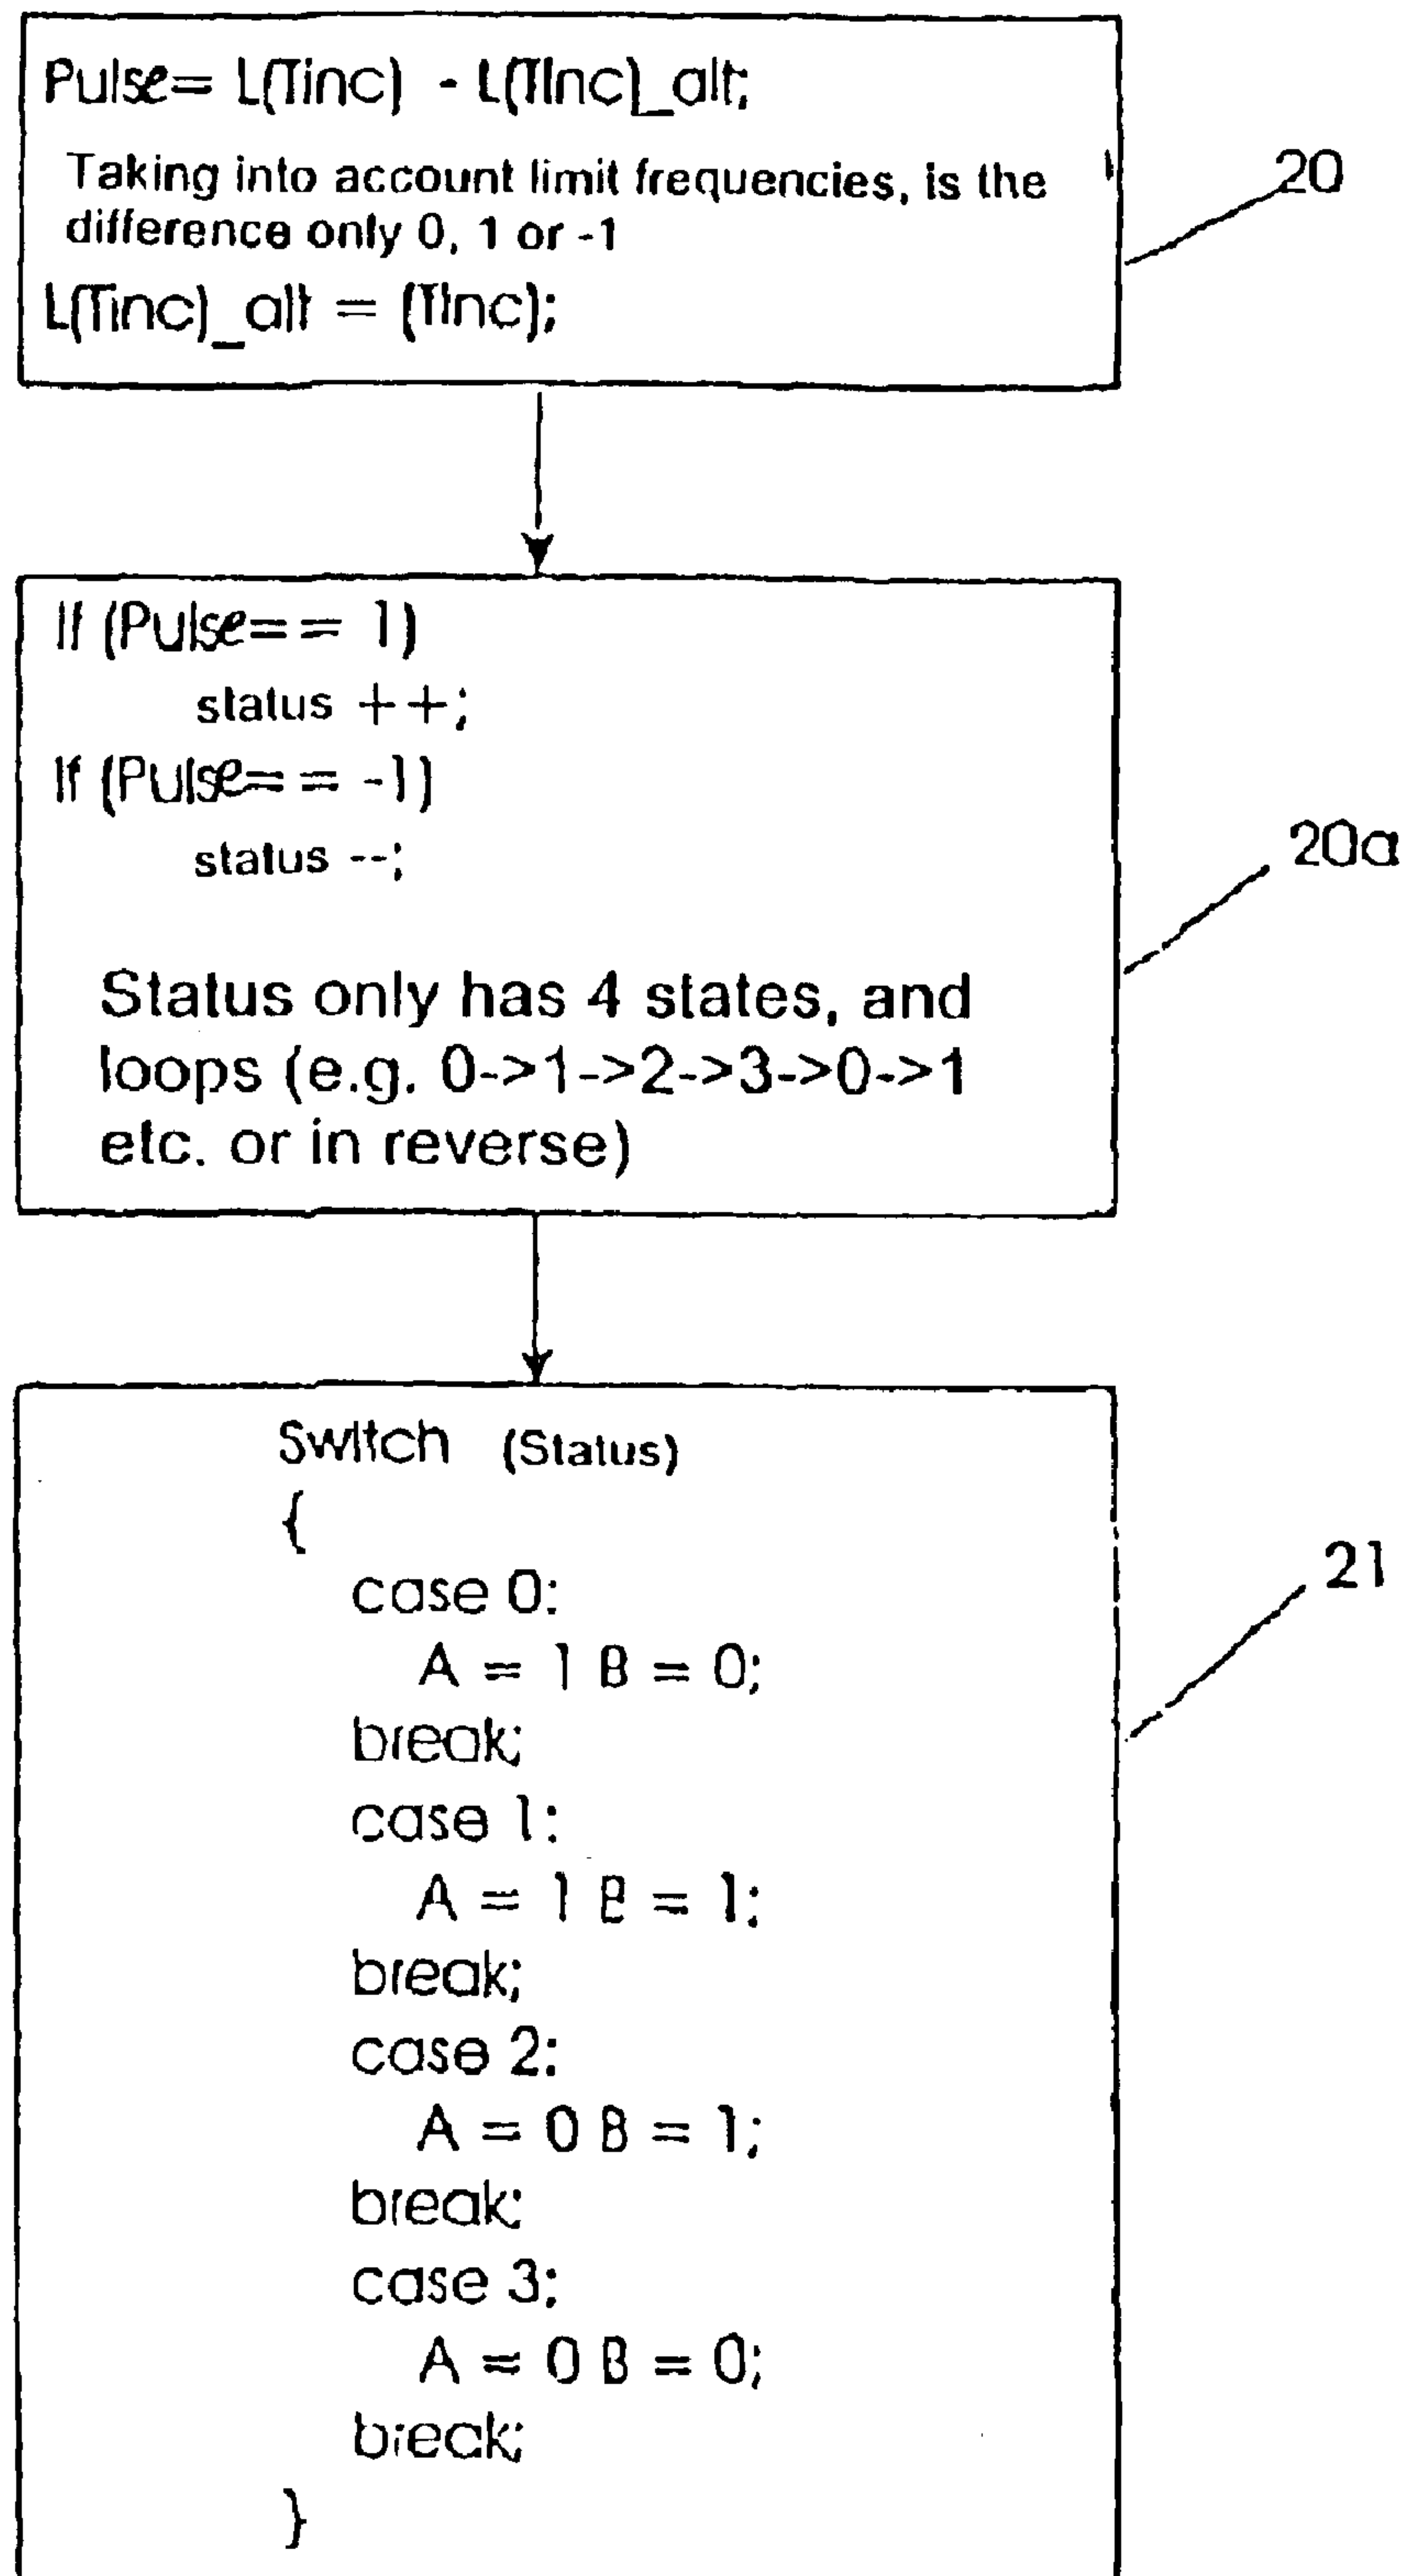 Pulse= L(Tinc) - L(TInc)_alt;
Taking into account limit frequencies, is the
difference only 0, 1 or -1
L(Tinc)_alt = (TInc);
20
If (Pulse== 1)
status ++;
If (Pulse== -1)
status --;
20a
Status only has 4 states, and
loops (e.g. 0->1->2->3->0->1
etc. or in reverse)
Switch (Status)
{
case 0:
A = 1 B = 0;
break;
21
case 1:
A = 1 B = 1;
break;
case 2:
A = 0 B = 1;
break;
case 3:
A = 0 B = 0;
break;
}